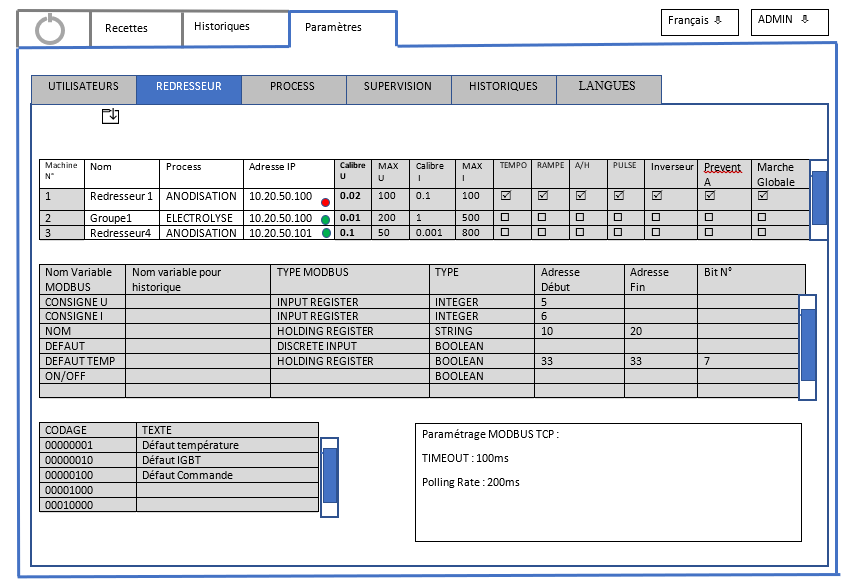 Recettes Historiques Paramètres Français ADMIN
UTILISATEURS REDRESSEUR PROCESS SUPERVISION HISTORIQUES LANGUES
Machine N° Nom Process Adresse IP Calibre U MAX U Calibre I MAX I TEMPO RAMPE A/H PULSE Inverseur Prevent A Marche Globale
1 Redresseur 1 ANODISATION 10.20.50.100 0.02 100 0.1 100 ☑ ☑ ☑ ☑ ☑ ☑ ☑
2 Groupe1 ELECTROLYSE 10.20.50.100 0.01 200 1 500 ☐ ☐ ☐ ☐ ☐ ☐ ☐
3 Redresseur4 ANODISATION 10.20.50.101 0.1 50 0.001 800 ☐ ☐ ☐ ☐ ☐ ☐ ☐
Nom Variable MODBUS Nom variable pour historique TYPE MODBUS TYPE Adresse Début Adresse Fin Bit N°
CONSIGNE U INPUT REGISTER INTEGER 5
CONSIGNE I INPUT REGISTER INTEGER 6
NOM HOLDING REGISTER STRING 10 20
DEFAUT DISCRETE INPUT BOOLEAN
DEFAUT TEMP HOLDING REGISTER BOOLEAN 33 33 7
ON/OFF BOOLEAN
CODAGE TEXTE
00000001 Défaut température
00000010 Défaut IGBT
00000100 Défaut Commande
00001000
00010000
Paramétrage MODBUS TCP :
TIMEOUT : 100ms
Polling Rate : 200ms